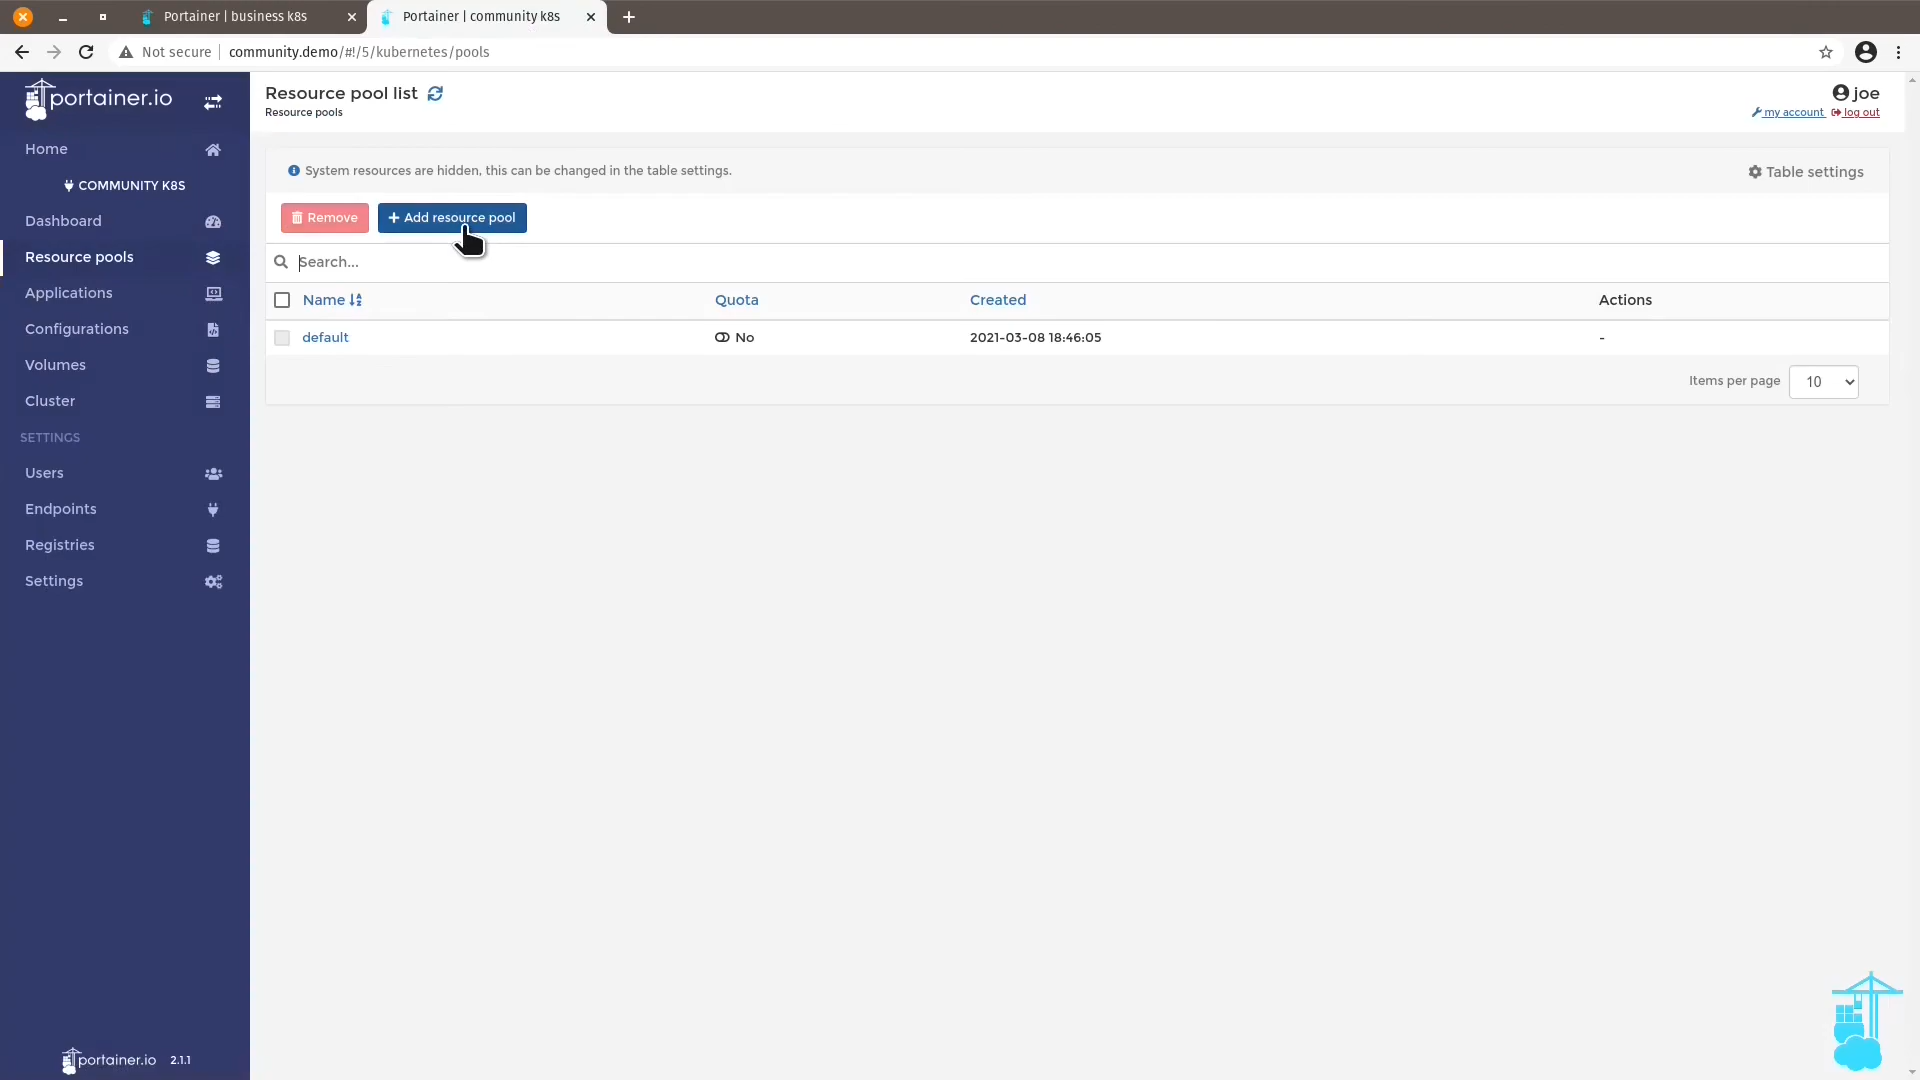 Portainer | business k8s
Portainer | community k8s
Not secure
community.demo/#!/5/kubernetes/pools
portainer.io
Resource pool list
Resource pools
joe
my account
log out
Home
COMMUNITY K8S
Dashboard
Resource pools
Applications
Configurations
Volumes
Cluster
SETTINGS
Users
Endpoints
Registries
Settings
System resources are hidden, this can be changed in the table settings.
Table settings
Remove
+ Add resource pool
Search...
Name
Quota
Created
Actions
default
No
2021-03-08 18:46:05
-
Items per page
10
portainer.io 2.1.1